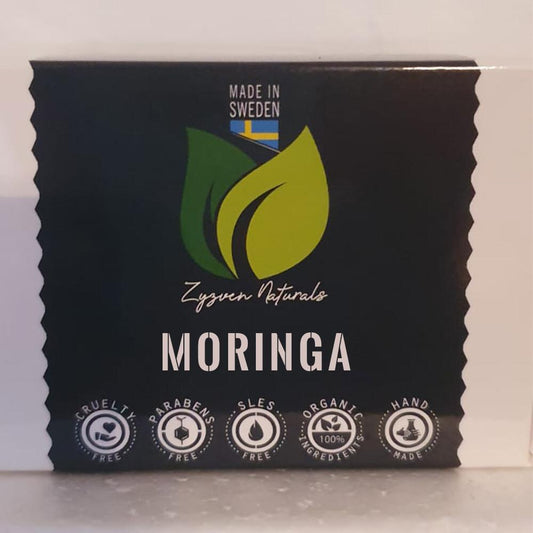 MADE IN
SWEDEN
Zyzven Naturals
MORINGA
CRUELTY
FREE
PARABENS
FREE
SLES
FREE
ORGANIC
100%
INGREDIENTS
HAND
MADE